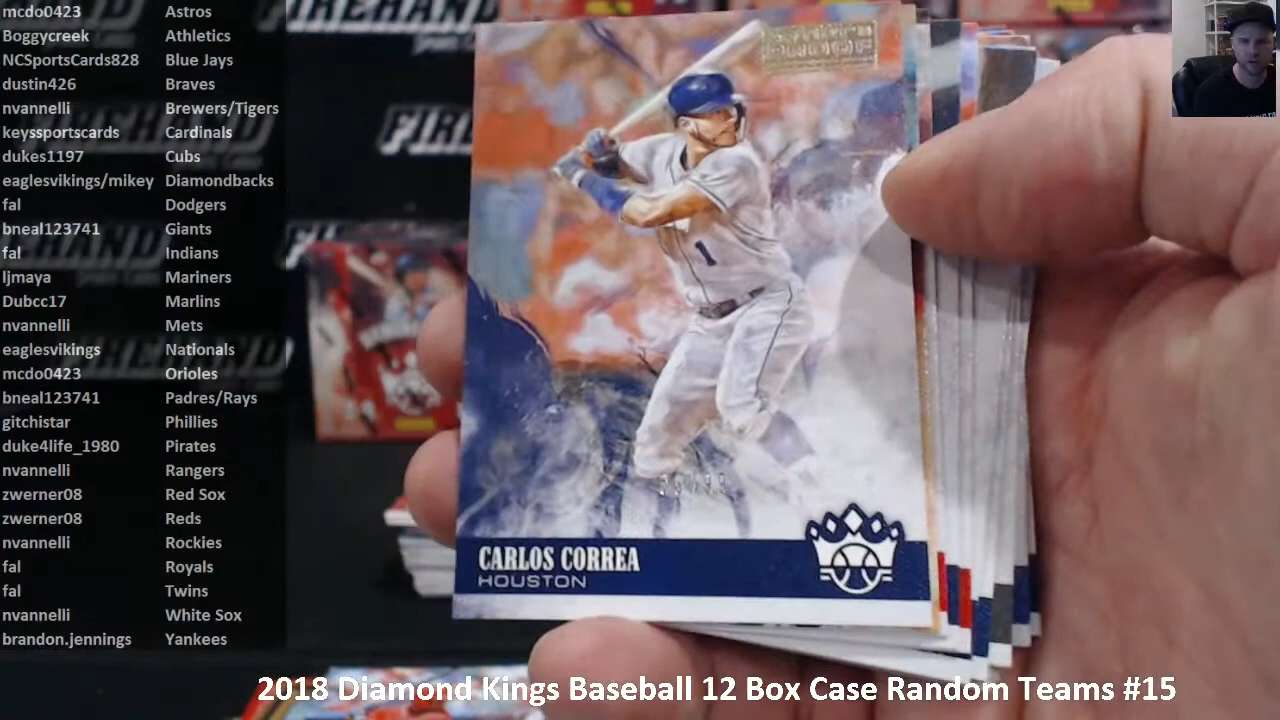 mcdo0423 Astros
Boggycreek Athletics
NCSportsCards828 Blue Jays
dustin426 Braves
nvannelli Brewers/Tigers
keyssportscards Cardinals
dukes1197 Cubs
eaglesvikings/mikey Diamondbacks
fal Dodgers
bneal123741 Giants
fal Indians
ljmaya Mariners
Dubcc17 Marlins
nvannelli Mets
eaglesvikings Nationals
mcdo0423 Orioles
bneal123741 Padres/Rays
gitchistar Phillies
duke4life_1980 Pirates
nvannelli Rangers
zwerner08 Red Sox
zwerner08 Reds
nvannelli Rockies
fal Royals
fal Twins
nvannelli White Sox
brandon.jennings Yankees
FIREHAND
1
CARLOS CORREA
HOUSTON
2018 Diamond Kings Baseball 12 Box Case Random Teams #15